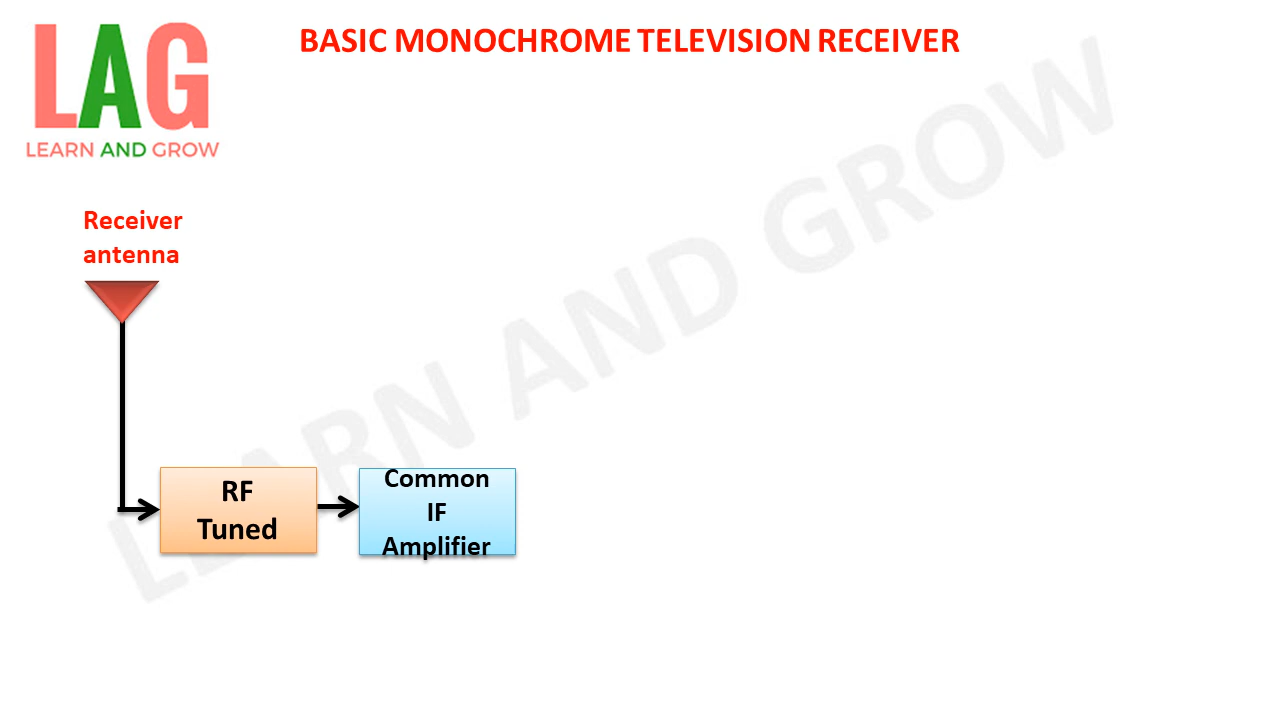 LAG
LEARN AND GROW
BASIC MONOCHROME TELEVISION RECEIVER
LEARN AND GROW
Receiver
antenna
RF
Tuned
Common
IF
Amplifier